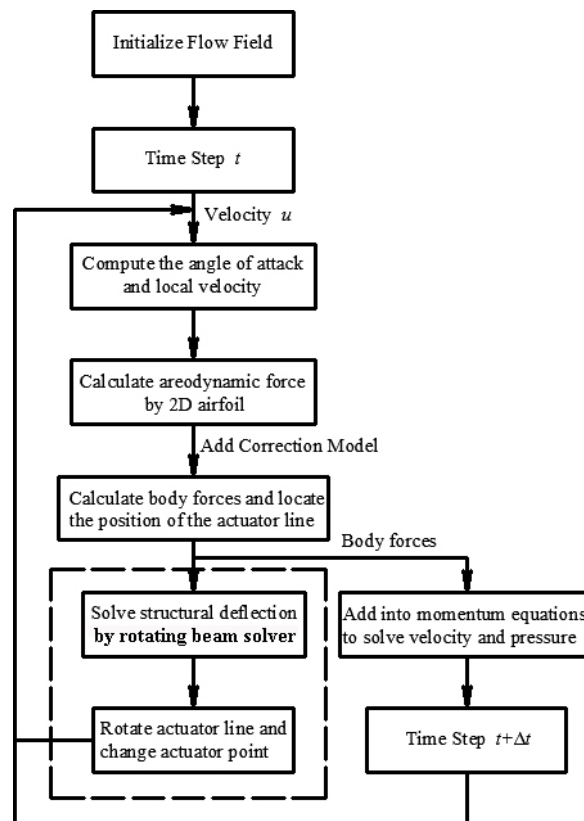 Initialize Flow Field
Time Step t
Velocity u
Compute the angle of attack
and local velocity
Calculate areodynamic force
by 2D airfoil
Add Correction Model
Calculate body forces and locate
the position of the actuator line
Body forces
Solve structural deflection
by rotating beam solver
Add into momentum equations
to solve velocity and pressure
Rotate actuator line and
change actuator point
Time Step t+Δt